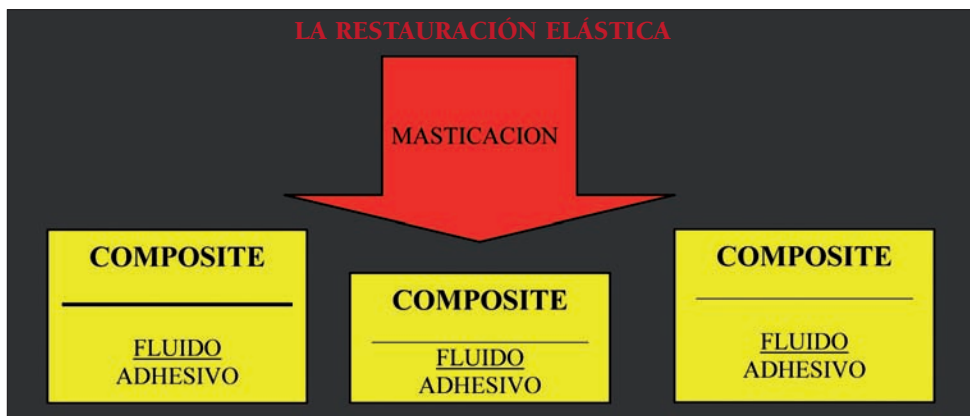 LA RESTAURACIÓN ELÁSTICA
MASTICACION
COMPOSITE
FLUIDO
ADHESIVO
COMPOSITE
FLUIDO
ADHESIVO
COMPOSITE
FLUIDO
ADHESIVO